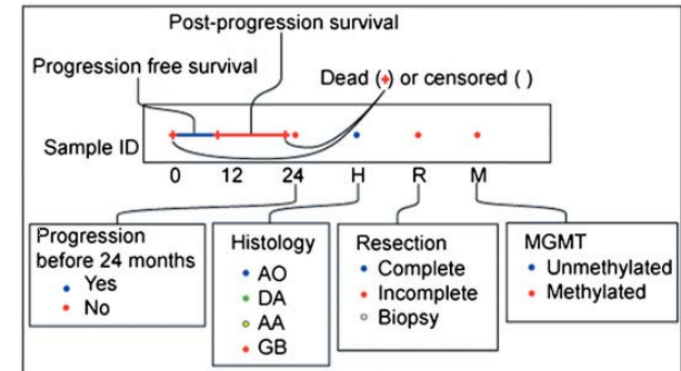 Post-progression survival
Progression free survival
Dead (+) or censored ( )
Sample ID
0 12 24 H R M
Progression
before 24 months
Yes
No
Histology
AO
DA
AA
GB
Resection
Complete
Incomplete
Biopsy
MGMT
Unmethylated
Methylated